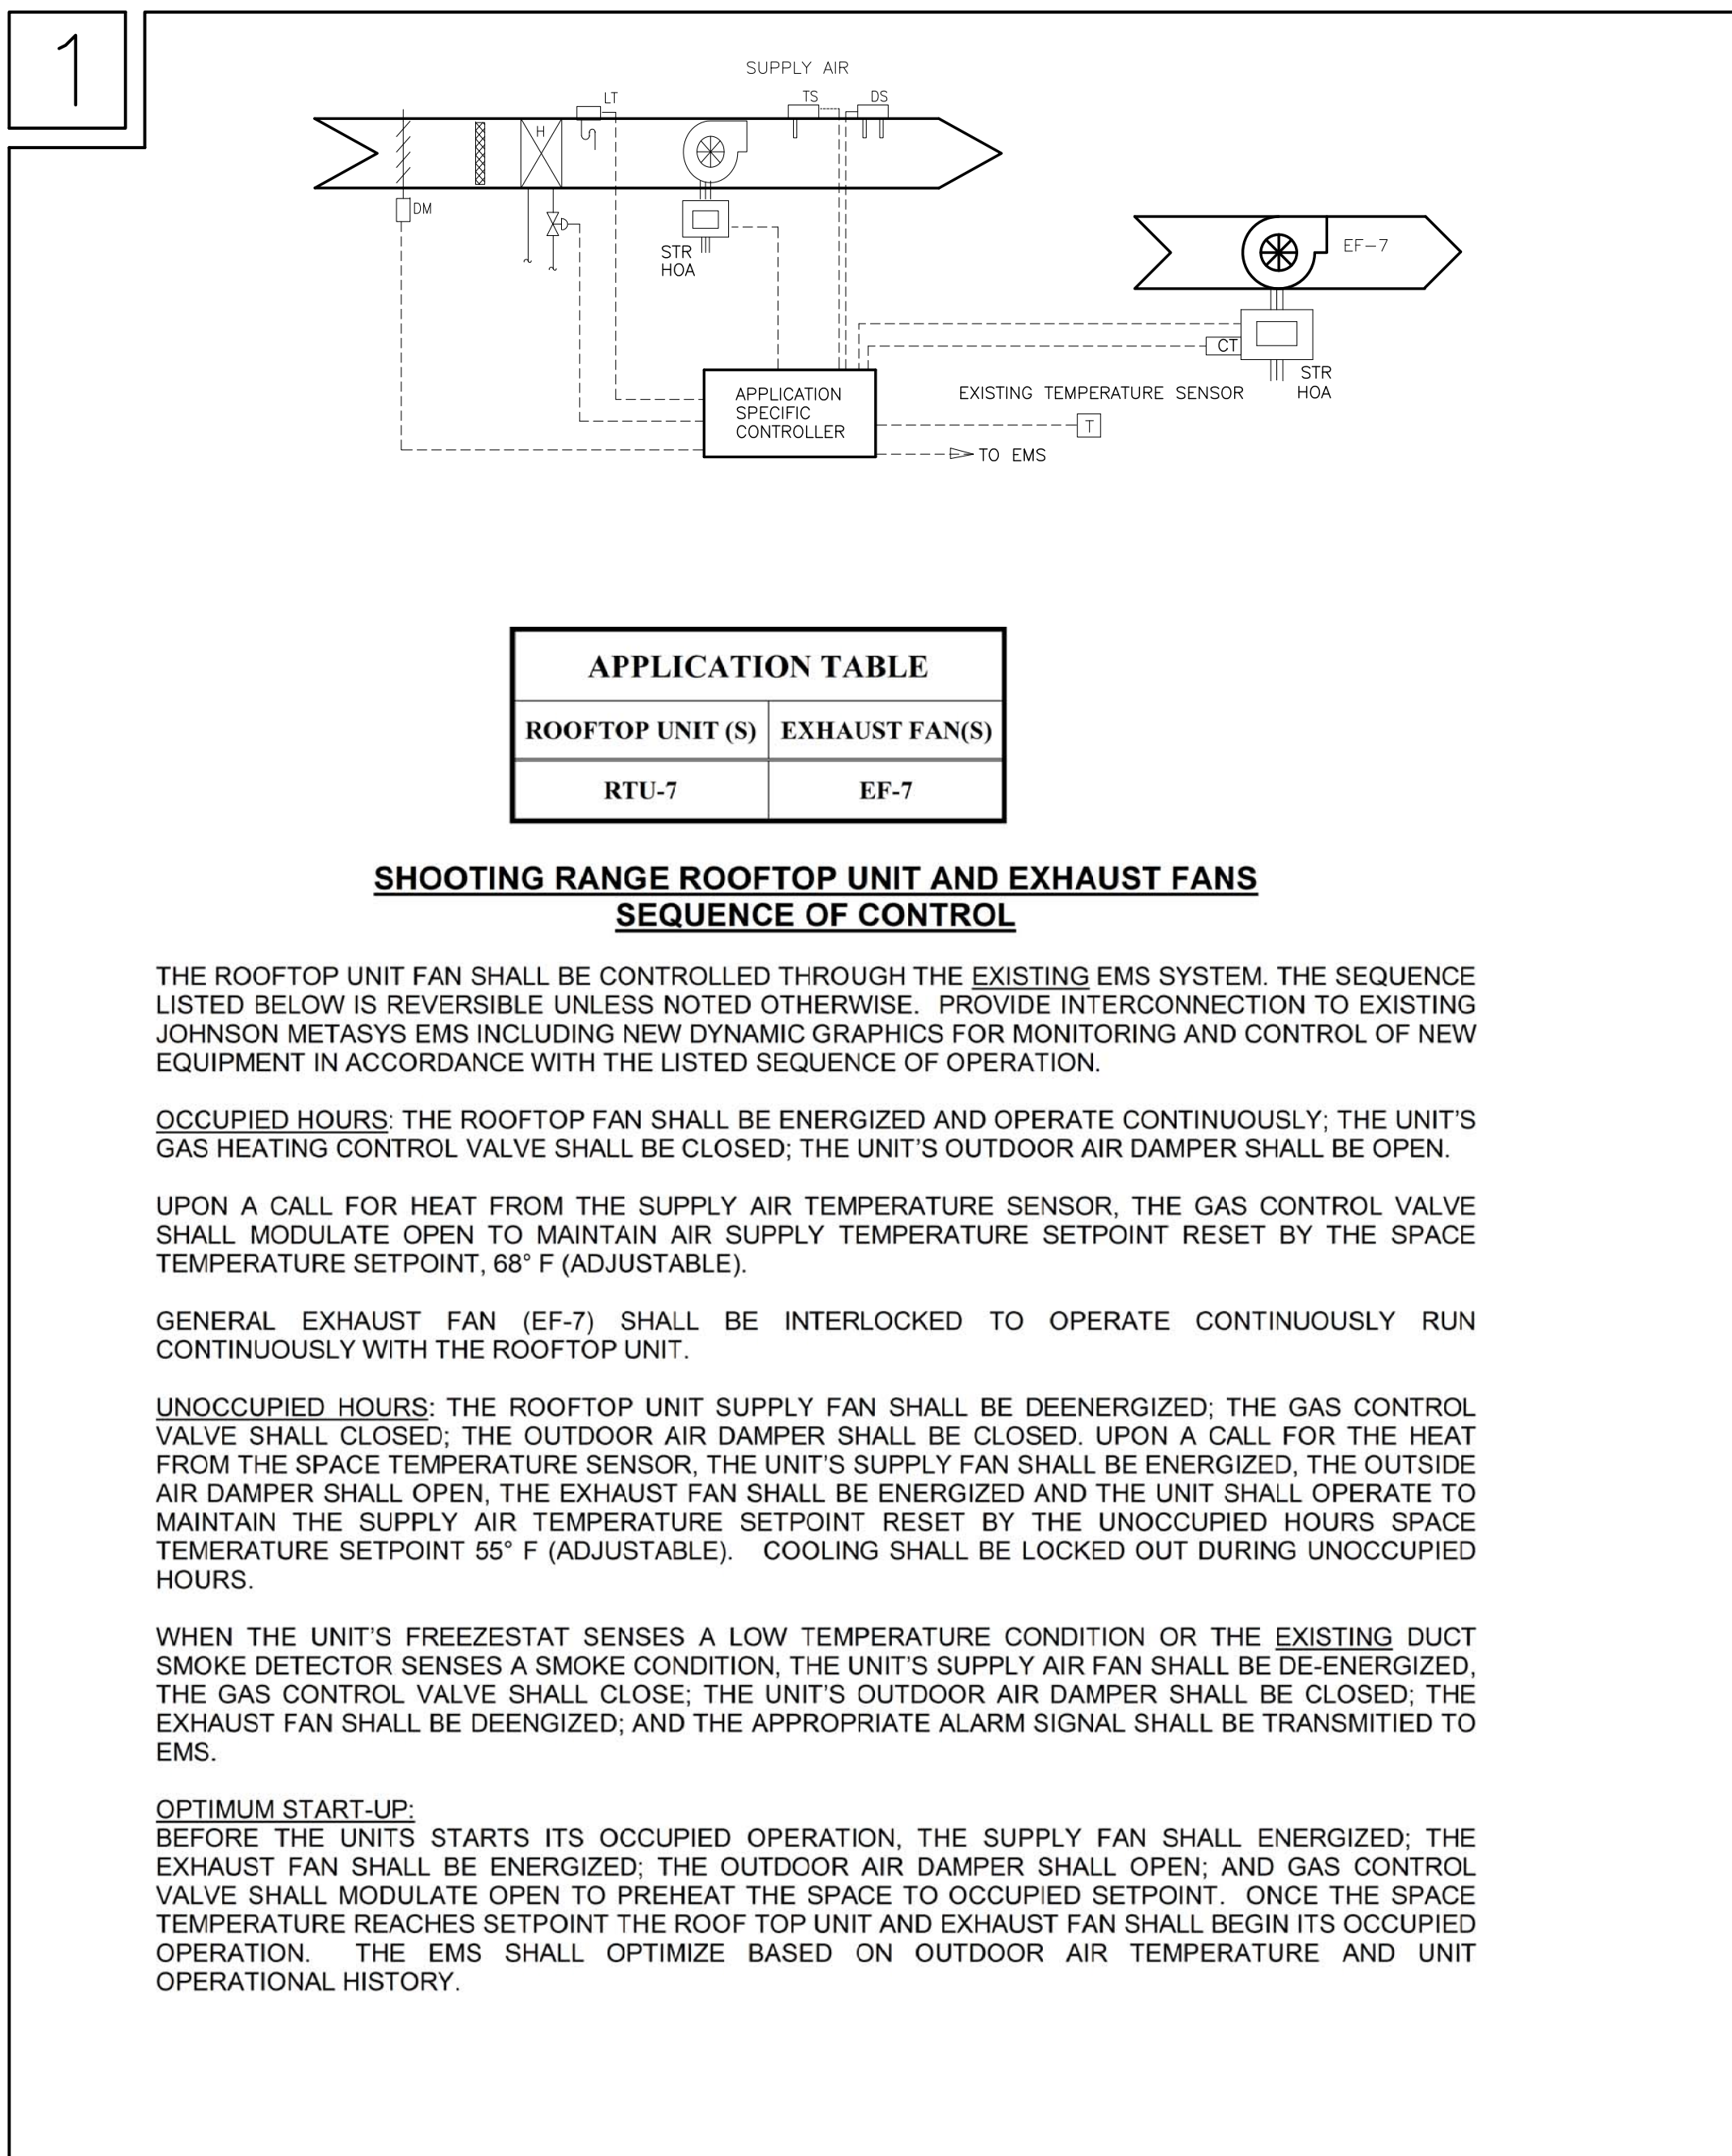 1
SUPPLY AIR
LT
TS
DS
H
DM
STR
HOA
EF-7
CT
STR
HOA
APPLICATION
SPECIFIC
CONTROLLER
EXISTING TEMPERATURE SENSOR
T
TO EMS
APPLICATION TABLE
ROOFTOP UNIT (S) EXHAUST FAN(S)
RTU-7 EF-7
SHOOTING RANGE ROOFTOP UNIT AND EXHAUST FANS
SEQUENCE OF CONTROL
THE ROOFTOP UNIT FAN SHALL BE CONTROLLED THROUGH THE EXISTING EMS SYSTEM. THE SEQUENCE
LISTED BELOW IS REVERSIBLE UNLESS NOTED OTHERWISE. PROVIDE INTERCONNECTION TO EXISTING
JOHNSON METASYS EMS INCLUDING NEW DYNAMIC GRAPHICS FOR MONITORING AND CONTROL OF NEW
EQUIPMENT IN ACCORDANCE WITH THE LISTED SEQUENCE OF OPERATION.
OCCUPIED HOURS: THE ROOFTOP FAN SHALL BE ENERGIZED AND OPERATE CONTINUOUSLY; THE UNIT'S
GAS HEATING CONTROL VALVE SHALL BE CLOSED; THE UNIT'S OUTDOOR AIR DAMPER SHALL BE OPEN.
UPON A CALL FOR HEAT FROM THE SUPPLY AIR TEMPERATURE SENSOR, THE GAS CONTROL VALVE
SHALL MODULATE OPEN TO MAINTAIN AIR SUPPLY TEMPERATURE SETPOINT RESET BY THE SPACE
TEMPERATURE SETPOINT, 68° F (ADJUSTABLE).
GENERAL EXHAUST FAN (EF-7) SHALL BE INTERLOCKED TO OPERATE CONTINUOUSLY RUN
CONTINUOUSLY WITH THE ROOFTOP UNIT.
UNOCCUPIED HOURS: THE ROOFTOP UNIT SUPPLY FAN SHALL BE DEENERGIZED; THE GAS CONTROL
VALVE SHALL CLOSED; THE OUTDOOR AIR DAMPER SHALL BE CLOSED. UPON A CALL FOR THE HEAT
FROM THE SPACE TEMPERATURE SENSOR, THE UNIT'S SUPPLY FAN SHALL BE ENERGIZED, THE OUTSIDE
AIR DAMPER SHALL OPEN, THE EXHAUST FAN SHALL BE ENERGIZED AND THE UNIT SHALL OPERATE TO
MAINTAIN THE SUPPLY AIR TEMPERATURE SETPOINT RESET BY THE UNOCCUPIED HOURS SPACE
TEMERATURE SETPOINT 55° F (ADJUSTABLE). COOLING SHALL BE LOCKED OUT DURING UNOCCUPIED
HOURS.
WHEN THE UNIT'S FREEZESTAT SENSES A LOW TEMPERATURE CONDITION OR THE EXISTING DUCT
SMOKE DETECTOR SENSES A SMOKE CONDITION, THE UNIT'S SUPPLY AIR FAN SHALL BE DE-ENERGIZED,
THE GAS CONTROL VALVE SHALL CLOSE; THE UNIT'S OUTDOOR AIR DAMPER SHALL BE CLOSED; THE
EXHAUST FAN SHALL BE DEENGIZED; AND THE APPROPRIATE ALARM SIGNAL SHALL BE TRANSMITIED TO
EMS.
OPTIMUM START-UP:
BEFORE THE UNITS STARTS ITS OCCUPIED OPERATION, THE SUPPLY FAN SHALL ENERGIZED; THE
EXHAUST FAN SHALL BE ENERGIZED; THE OUTDOOR AIR DAMPER SHALL OPEN; AND GAS CONTROL
VALVE SHALL MODULATE OPEN TO PREHEAT THE SPACE TO OCCUPIED SETPOINT. ONCE THE SPACE
TEMPERATURE REACHES SETPOINT THE ROOF TOP UNIT AND EXHAUST FAN SHALL BEGIN ITS OCCUPIED
OPERATION. THE EMS SHALL OPTIMIZE BASED ON OUTDOOR AIR TEMPERATURE AND UNIT
OPERATIONAL HISTORY.